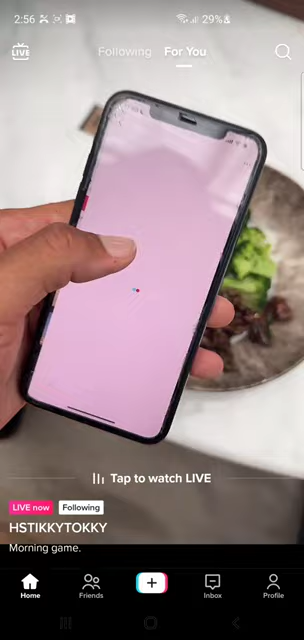 2:56
29%
LIVE
Following For You
Tap to watch LIVE
LIVE now Following
HSTIKKYTOKKY
Morning game.
Home Friends Inbox Profile